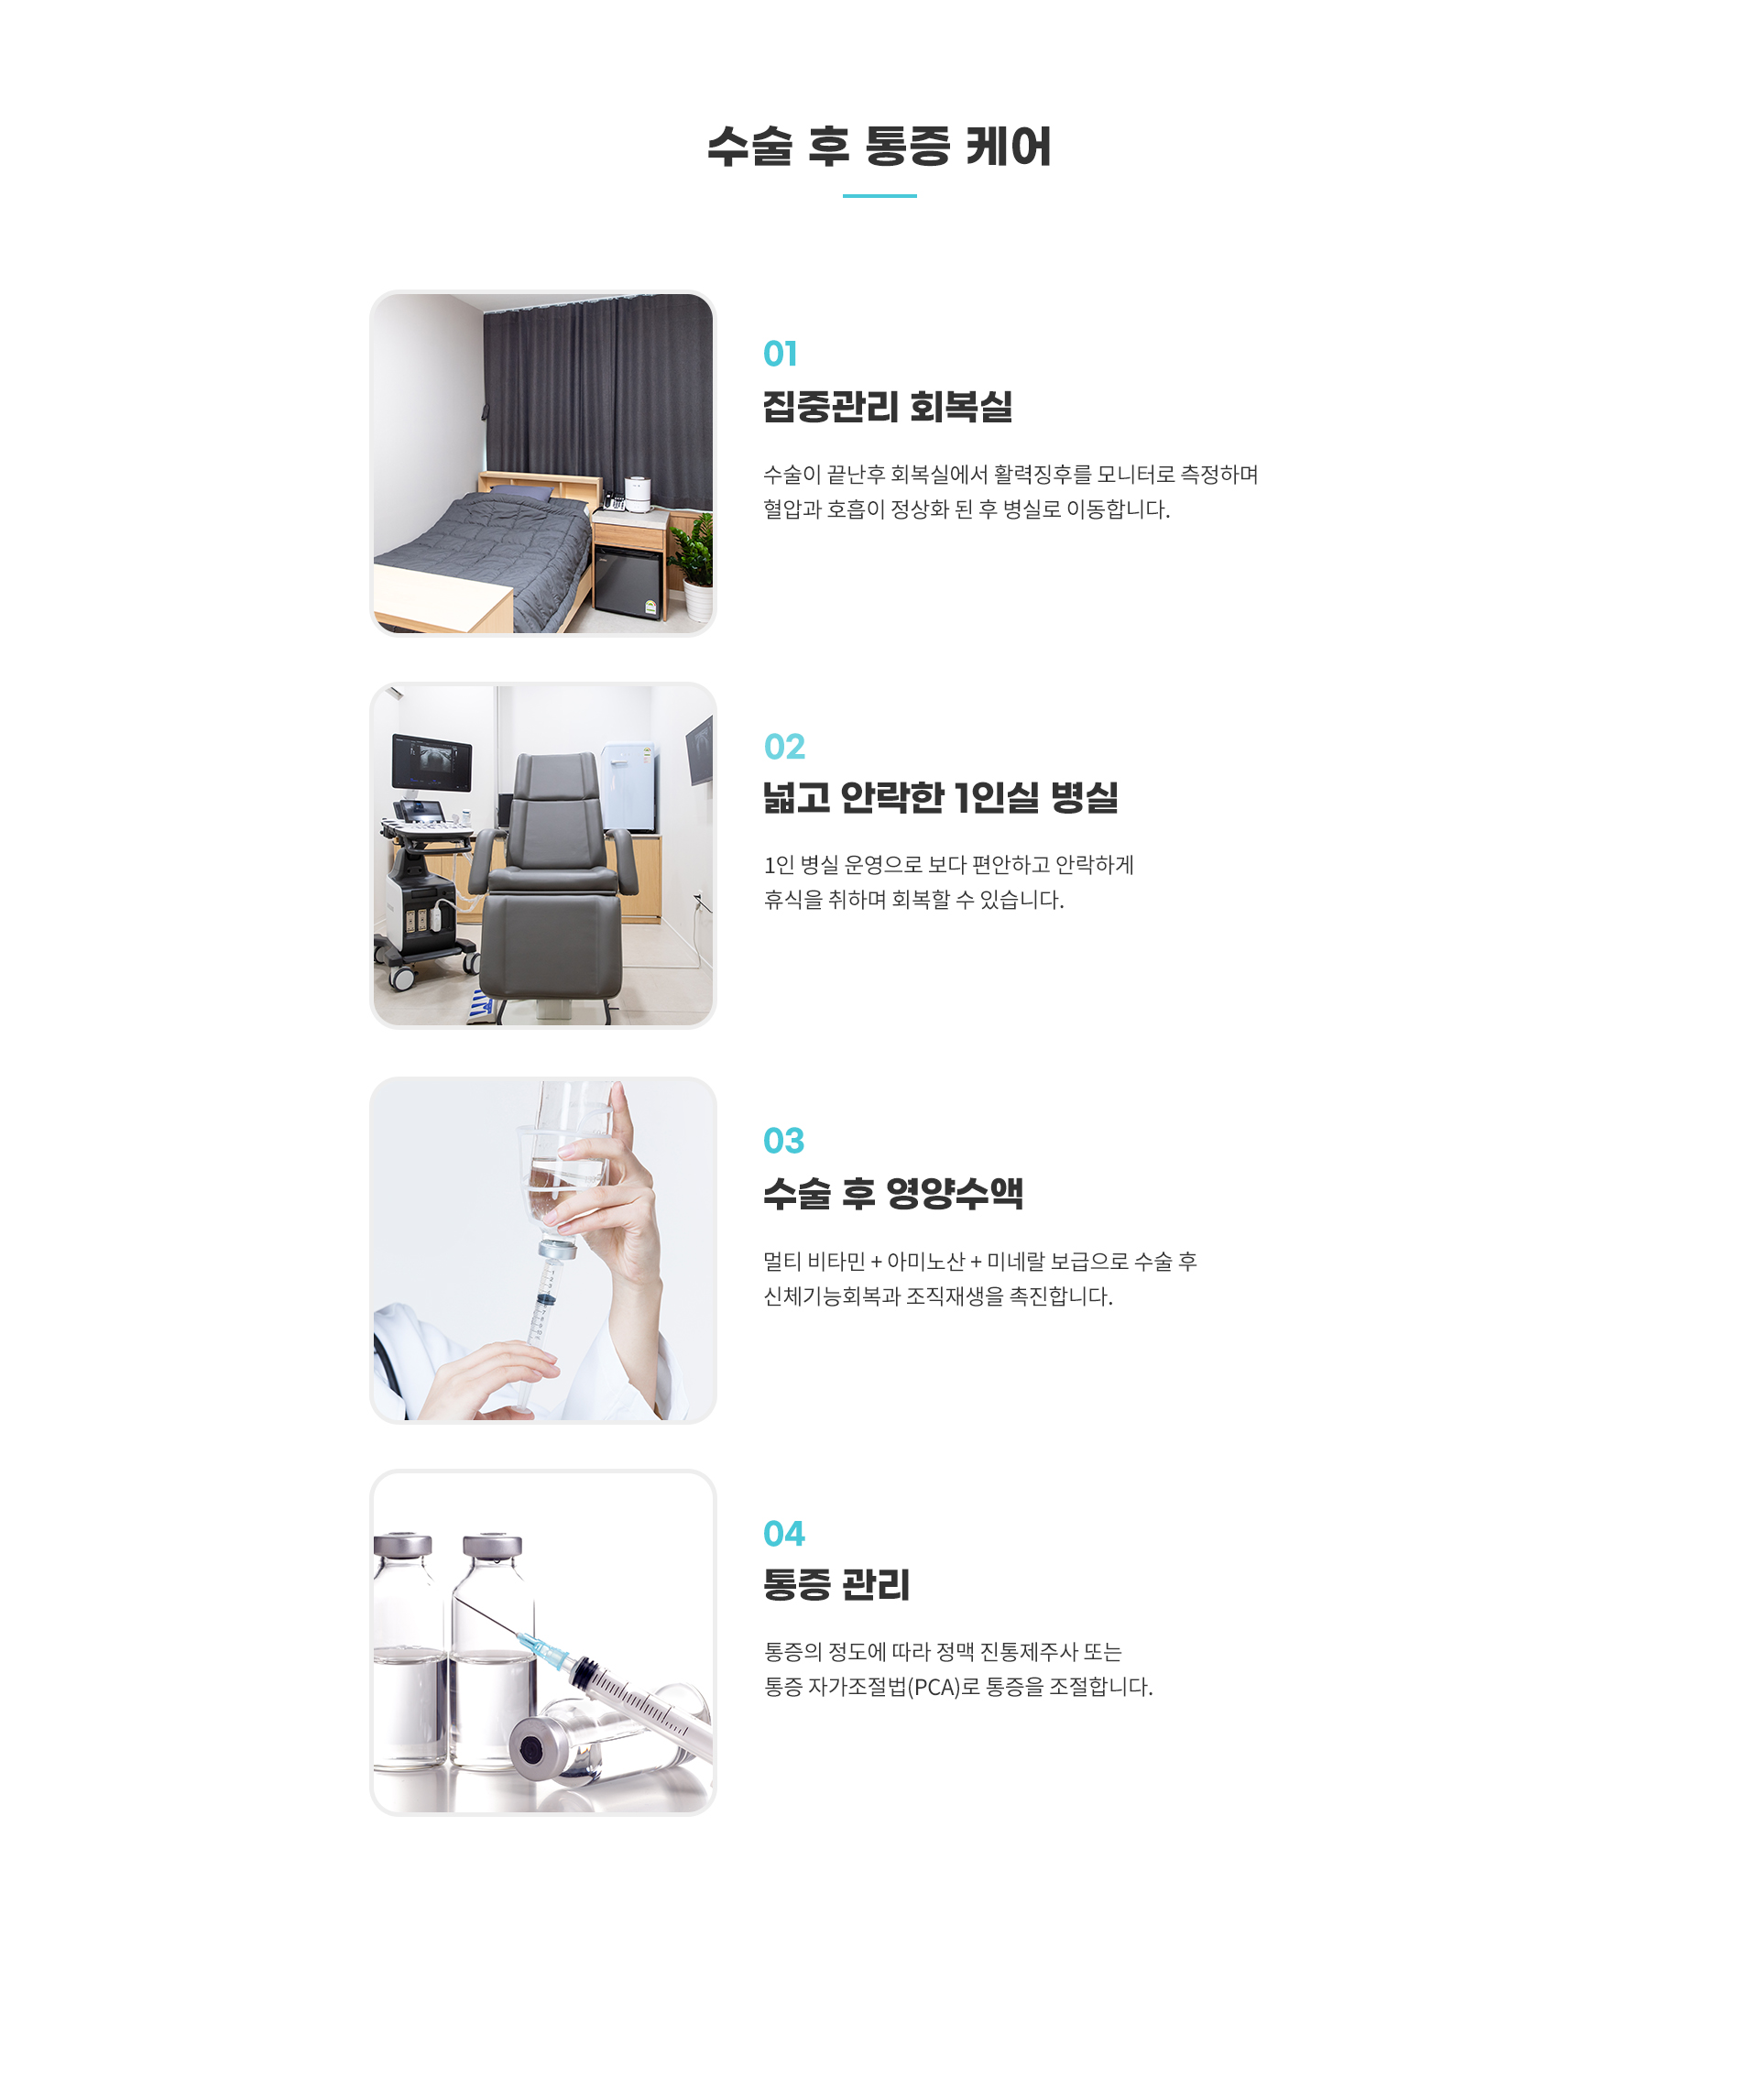 수술 후 통증 케어
01
집중관리 회복실
수술이 끝난후 회복실에서 활력징후를 모니터로 측정하며
혈압과 호흡이 정상화 된 후 병실로 이동합니다.
02
넓고 안락한 1인실 병실
1인 병실 운영으로 보다 편안하고 안락하게
휴식을 취하며 회복할 수 있습니다.
03
수술 후 영양수액
멀티 비타민 + 아미노산 + 미네랄 보급으로 수술 후
신체기능회복과 조직재생을 촉진합니다.
04
통증 관리
통증의 정도에 따라 정맥 진통제주사 또는
통증 자가조절법(PCA)로 통증을 조절합니다.